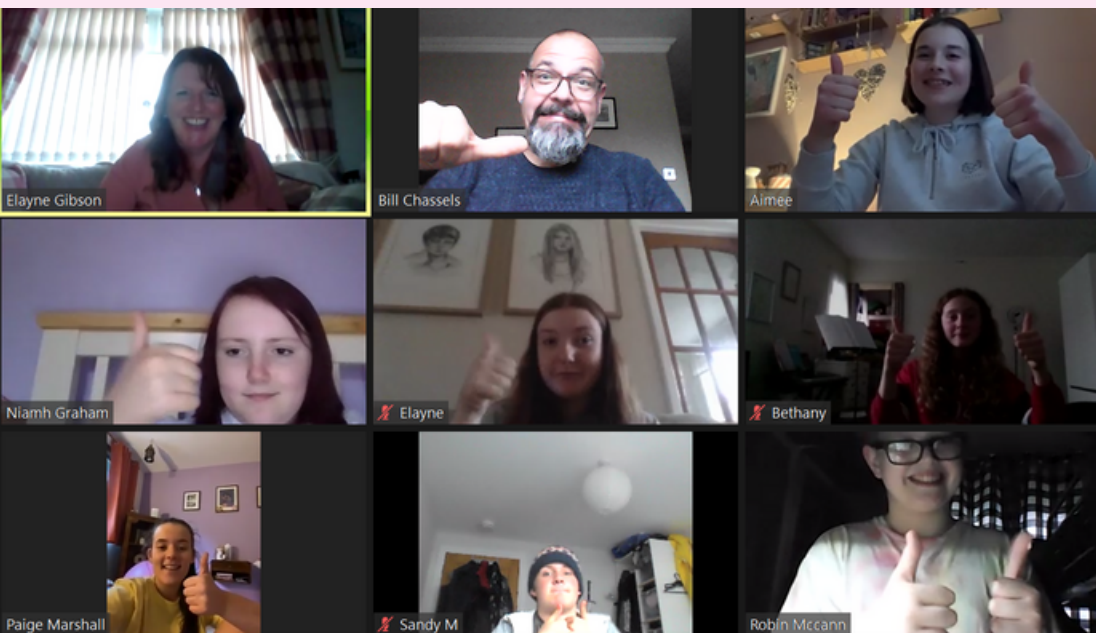 Elayne Gibson
Bill Chassels
Aimee
Niamh Graham
Elayne
Bethany
Paige Marshall
Sandy M
Robin Mccann